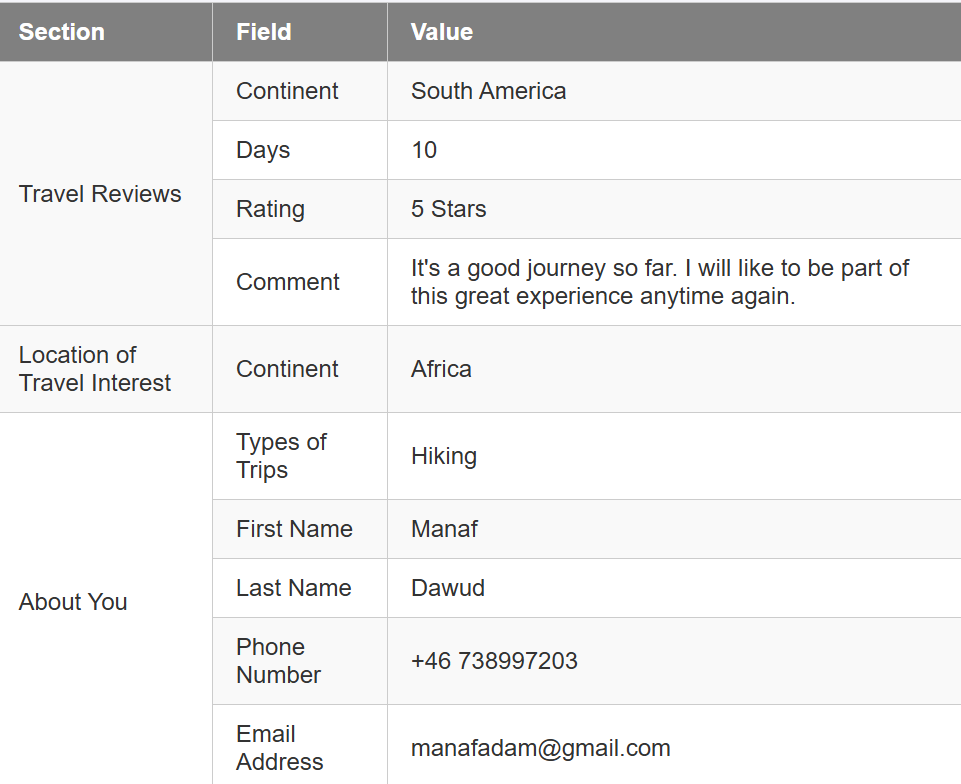 Section Field Value
Continent South America
Days 10
Travel Reviews
Rating 5 Stars
Comment
It's a good journey so far. I will like to be part of
this great experience anytime again.
Location of
Travel Interest
Continent Africa
Types of
Trips
Hiking
First Name Manaf
About You
Last Name Dawud
Phone
Number
+46 738997203
Email
Address
manafadam@gmail.com